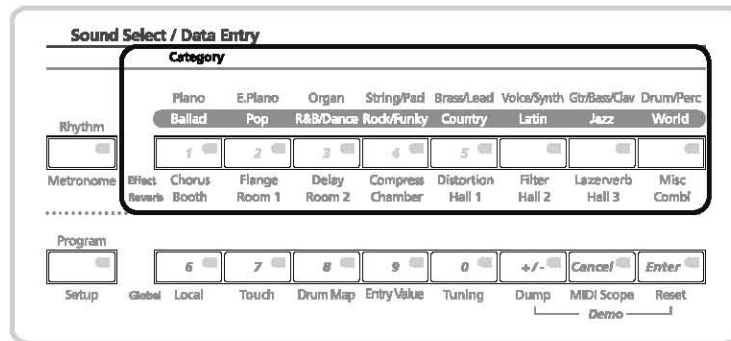 Sound Select / Data Entry
Category
Piano E.Piano Organ String/Pad Brass/Lead Voice/Synth Gtr/Bass/Clav Drum/Perc
Rhythm Ballad Pop R&B/Dance Rock/Funky Country Latin Jazz World
1 2 3 4 5
Metronome Effect Chorus Flange Delay Compress Distortion Filter Lazerverb Misc
Reverb Booth Room 1 Room 2 Chamber Hall 1 Hall 2 Hall 3 Combi
Program
6 7 8 9 0 +/- Cancel Enter
Setup Global Local Touch Drum Map Entry Value Tuning Dump MIDI Scope Reset
Demo